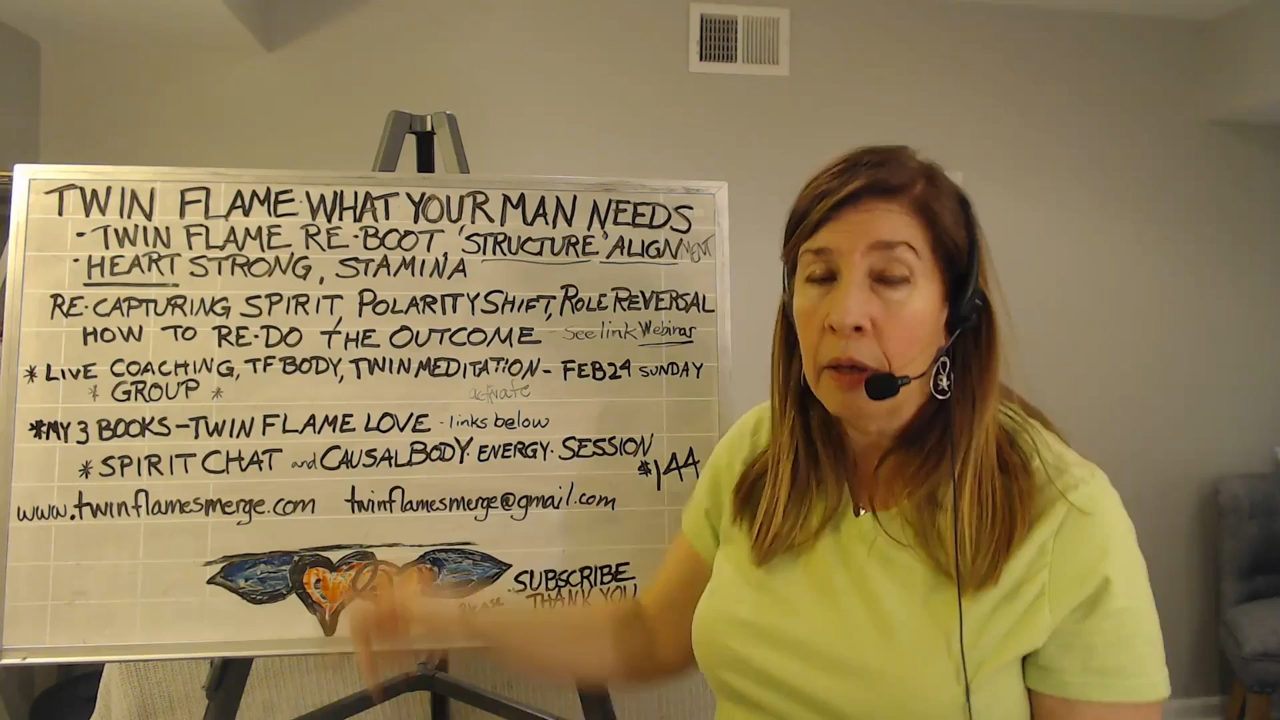 TWIN FLAME·WHAT YOUR MAN NEEDS
·TWIN FLAME RE·BOOT, 'STRUCTURE' ALIGNMENT
·HEART STRONG, STAMINA
RE·CAPTURING SPIRIT, POLARITY SHIFT, ROLE REVERSAL
HOW TO RE-DO THE OUTCOME - see link Webinar
*LIVE COACHING, TF BODY, TWIN MEDITATION - FEB 24 SUNDAY
* GROUP * activate
*MY 3 BOOKS - TWIN FLAME LOVE - links below
*SPIRIT CHAT and CAUSAL BODY·ENERGY·SESSION
$144
www.twinflamesmerge.com twinflamesmerge@gmail.com
SUBSCRIBE
PLEASE THANK YOU